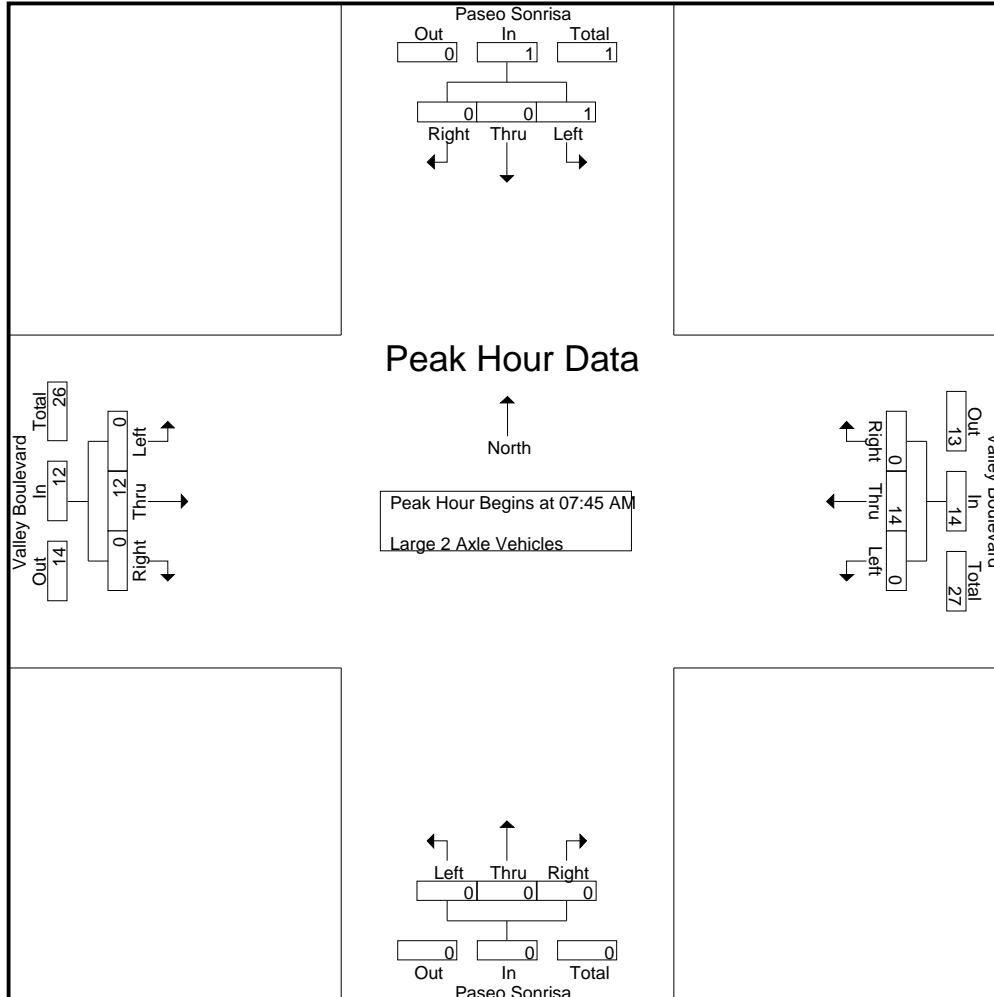 Paseo Sonrisa
Out In Total
0 1 1
0 0 1
Right Thru Left
Peak Hour Data
North
Peak Hour Begins at 07:45 AM
Large 2 Axle Vehicles
Valley Boulevard
Total In Out
26 12 14
0 12 0
Left Thru Right
Right Thru Left
0 14 0
13 14 27
Out In Total
Valley Boulevard
Left Thru Right
0 0 0
0 0 0
Out In Total
Paseo Sonrisa